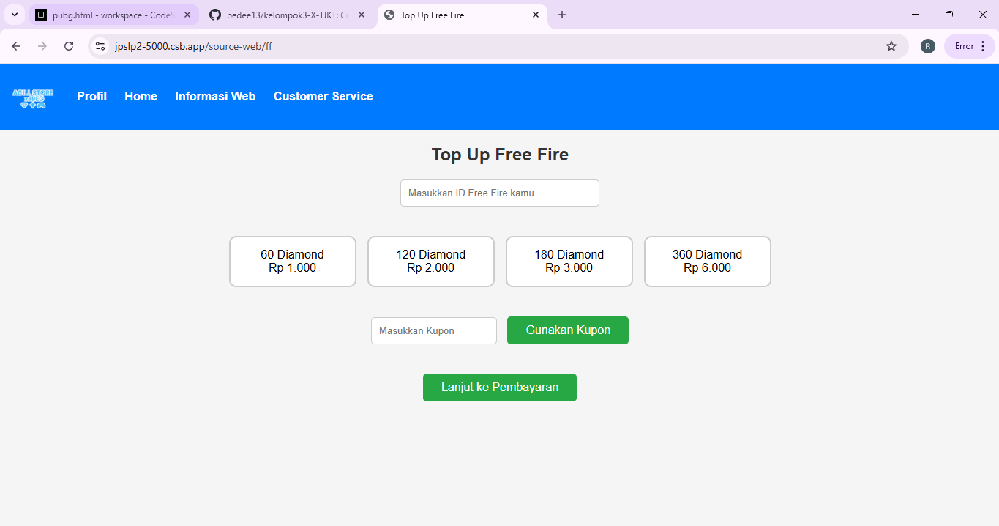 pubg.html - workspace - CodeS
pedee13/kelompok3-X-TJKT: Cr
Top Up Free Fire
jpslp2-5000.csb.app/source-web/ff
R
Error
AGILL STORE
Profil
Home
Informasi Web
Customer Service
Top Up Free Fire
Masukkan ID Free Fire kamu
60 Diamond
Rp 1.000
120 Diamond
Rp 2.000
180 Diamond
Rp 3.000
360 Diamond
Rp 6.000
Masukkan Kupon
Gunakan Kupon
Lanjut ke Pembayaran